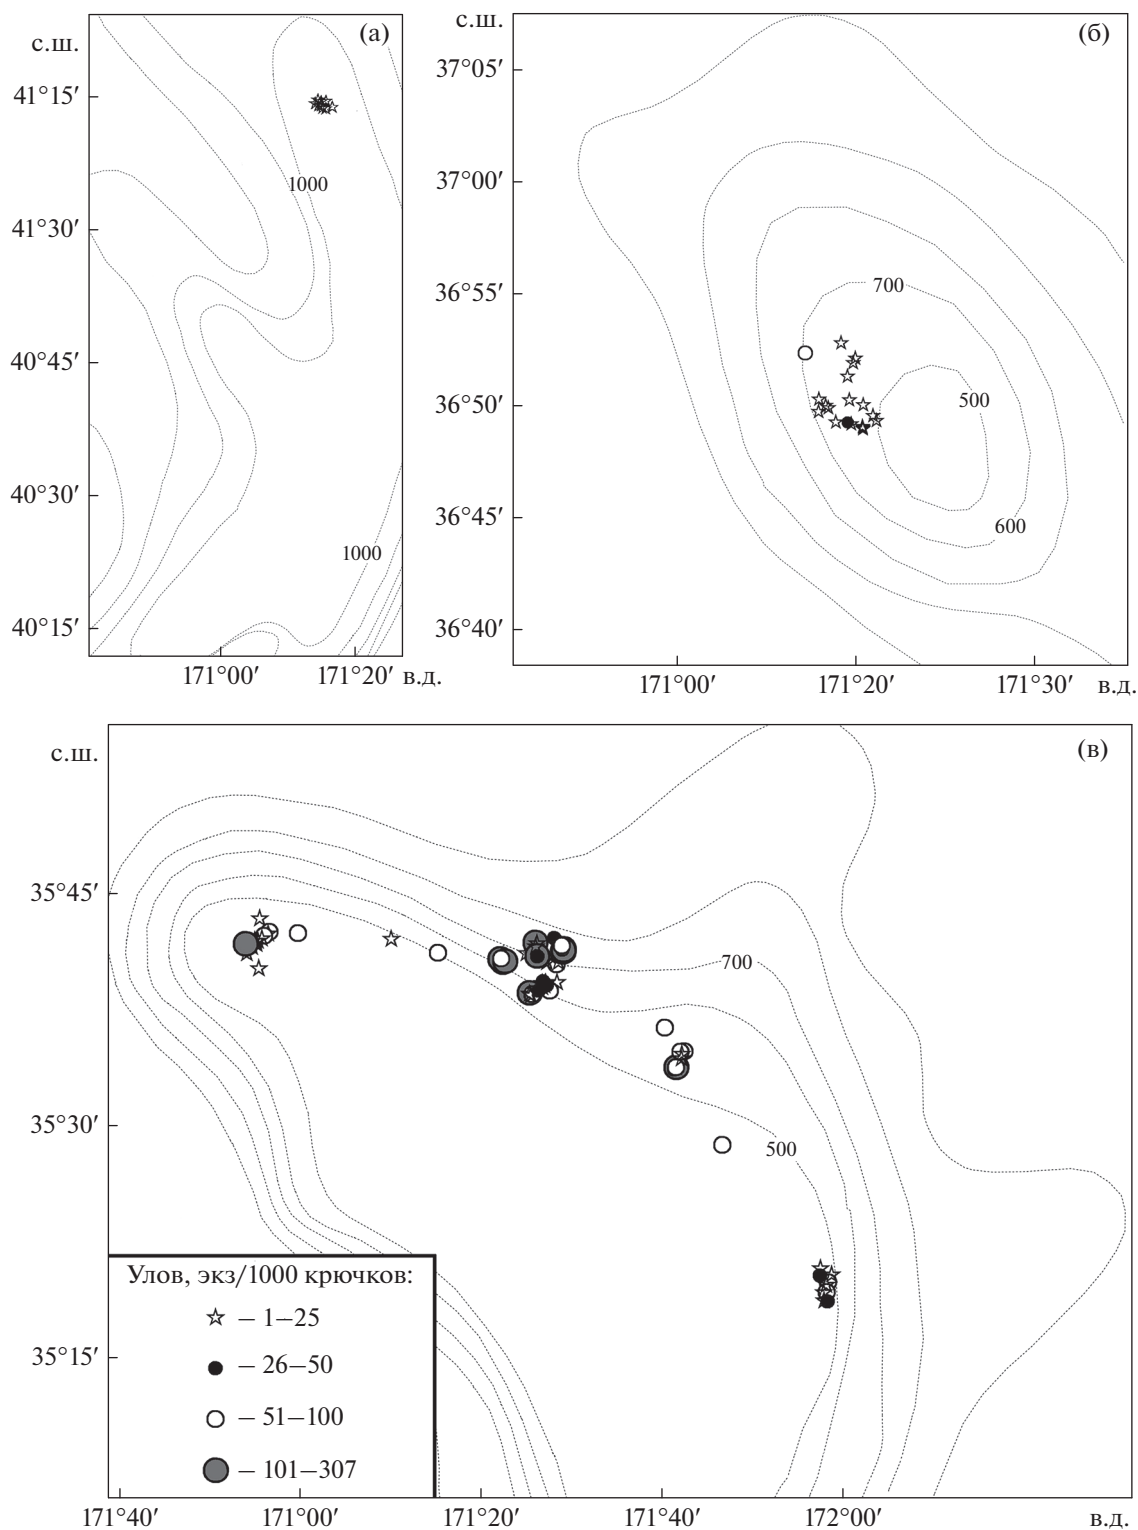 (а)
с.ш.
41°15′
41°30′
40°45′
40°30′
40°15′
1000
1000
171°00′ 171°20′ в.д.
(б)
с.ш.
37°05′
37°00′
36°55′
36°50′
36°45′
36°40′
700
500
600
171°00′ 171°20′ 171°30′ в.д.
(в)
с.ш.
35°45′
35°30′
35°15′
700
500
Улов, экз/1000 крючков:
– 1–25
– 26–50
– 51–100
– 101–307
171°40′ 171°00′ 171°20′ 171°40′ 172°00′ в.д.